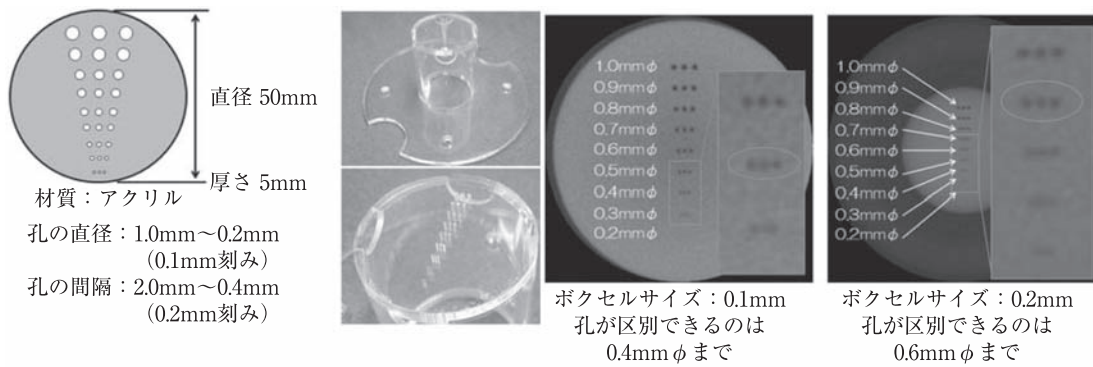 直径 50mm
厚さ 5mm
材質：アクリル
孔の直径：1.0mm～0.2mm
（0.1mm刻み）
孔の間隔：2.0mm～0.4mm
（0.2mm刻み）
1.0mmφ
0.9mmφ
0.8mmφ
0.7mmφ
0.6mmφ
0.5mmφ
0.4mmφ
0.3mmφ
0.2mmφ
ボクセルサイズ：0.1mm
孔が区別できるのは
0.4mmφまで
1.0mmφ
0.9mmφ
0.8mmφ
0.7mmφ
0.6mmφ
0.5mmφ
0.4mmφ
0.3mmφ
0.2mmφ
ボクセルサイズ：0.2mm
孔が区別できるのは
0.6mmφまで